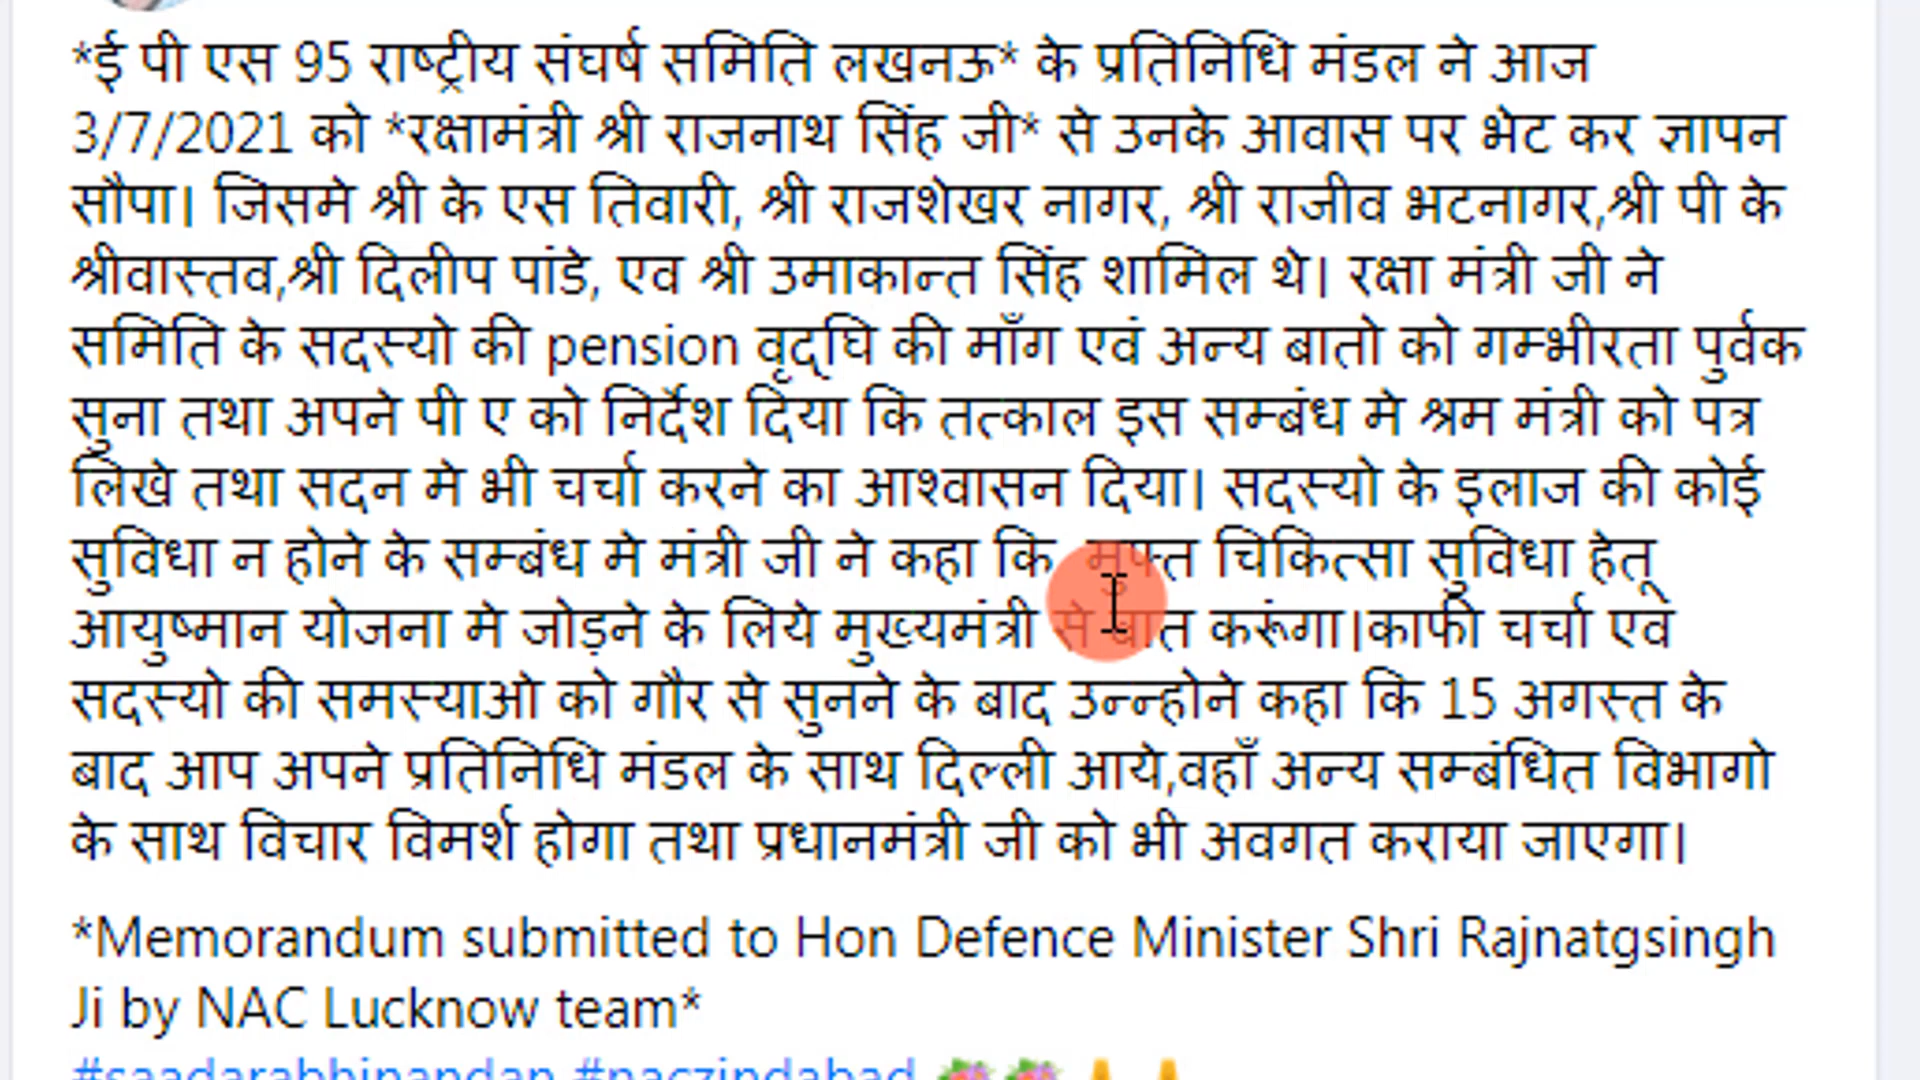 *ई पी एस 95 राष्ट्रीय संघर्ष समिति लखनऊ* के प्रतिनिधि मंडल ने आज
3/7/2021 को *रक्षामंत्री श्री राजनाथ सिंह जी* से उनके आवास पर भेट कर ज्ञापन
सौपा। जिसमे श्री के एस तिवारी, श्री राजशेखर नागर, श्री राजीव भटनागर,श्री पी के
श्रीवास्तव,श्री दिलीप पांडे, एव श्री उमाकान्त सिंह शामिल थे। रक्षा मंत्री जी ने
समिति के सदस्यो की pension वृद्घि की माँग एवं अन्य बातो को गम्भीरता पुर्वक
सुना तथा अपने पी ए को निर्देश दिया कि तत्काल इस सम्बंध मे श्रम मंत्री को पत्र
लिखे तथा सदन मे भी चर्चा करने का आश्वासन दिया। सदस्यो के इलाज की कोई
सुविधा न होने के सम्बंध मे मंत्री जी ने कहा कि मुफ्त चिकित्सा सुविधा हेतू
आयुष्मान योजना मे जोड़ने के लिये मुख्यमंत्री से बात करूंगा।काफी चर्चा एवं
सदस्यो की समस्याओ को गौर से सुनने के बाद उन्न्होने कहा कि 15 अगस्त के
बाद आप अपने प्रतिनिधि मंडल के साथ दिल्ली आये,वहाँ अन्य सम्बंधित विभागो
के साथ विचार विमर्श होगा तथा प्रधानमंत्री जी को भी अवगत कराया जाएगा।
*Memorandum submitted to Hon Defence Minister Shri Rajnatgsingh
Ji by NAC Lucknow team*
#saadarabhinandan #naczindabad